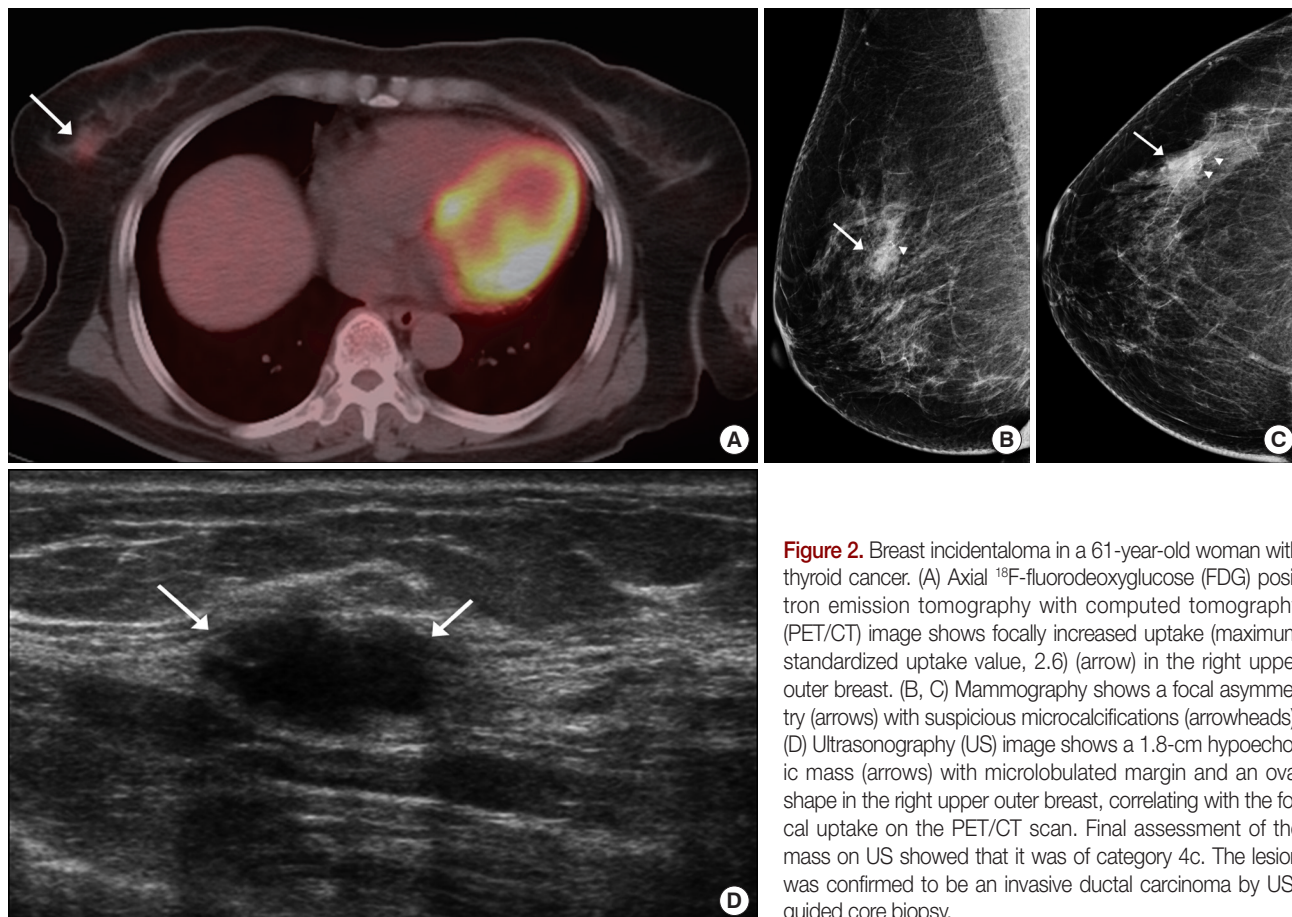 A
B
C
D
Figure 2. Breast incidentaloma in a 61-year-old woman with
thyroid cancer. (A) Axial ¹⁸F-fluorodeoxyglucose (FDG) posi
tron emission tomography with computed tomograph
(PET/CT) image shows focally increased uptake (maximum
standardized uptake value, 2.6) (arrow) in the right uppe
outer breast. (B, C) Mammography shows a focal asymme
try (arrows) with suspicious microcalcifications (arrowheads)
(D) Ultrasonography (US) image shows a 1.8-cm hypoecho
ic mass (arrows) with microlobulated margin and an ova
shape in the right upper outer breast, correlating with the fo
cal uptake on the PET/CT scan. Final assessment of the
mass on US showed that it was of category 4c. The lesion
was confirmed to be an invasive ductal carcinoma by US
guided core biopsy.